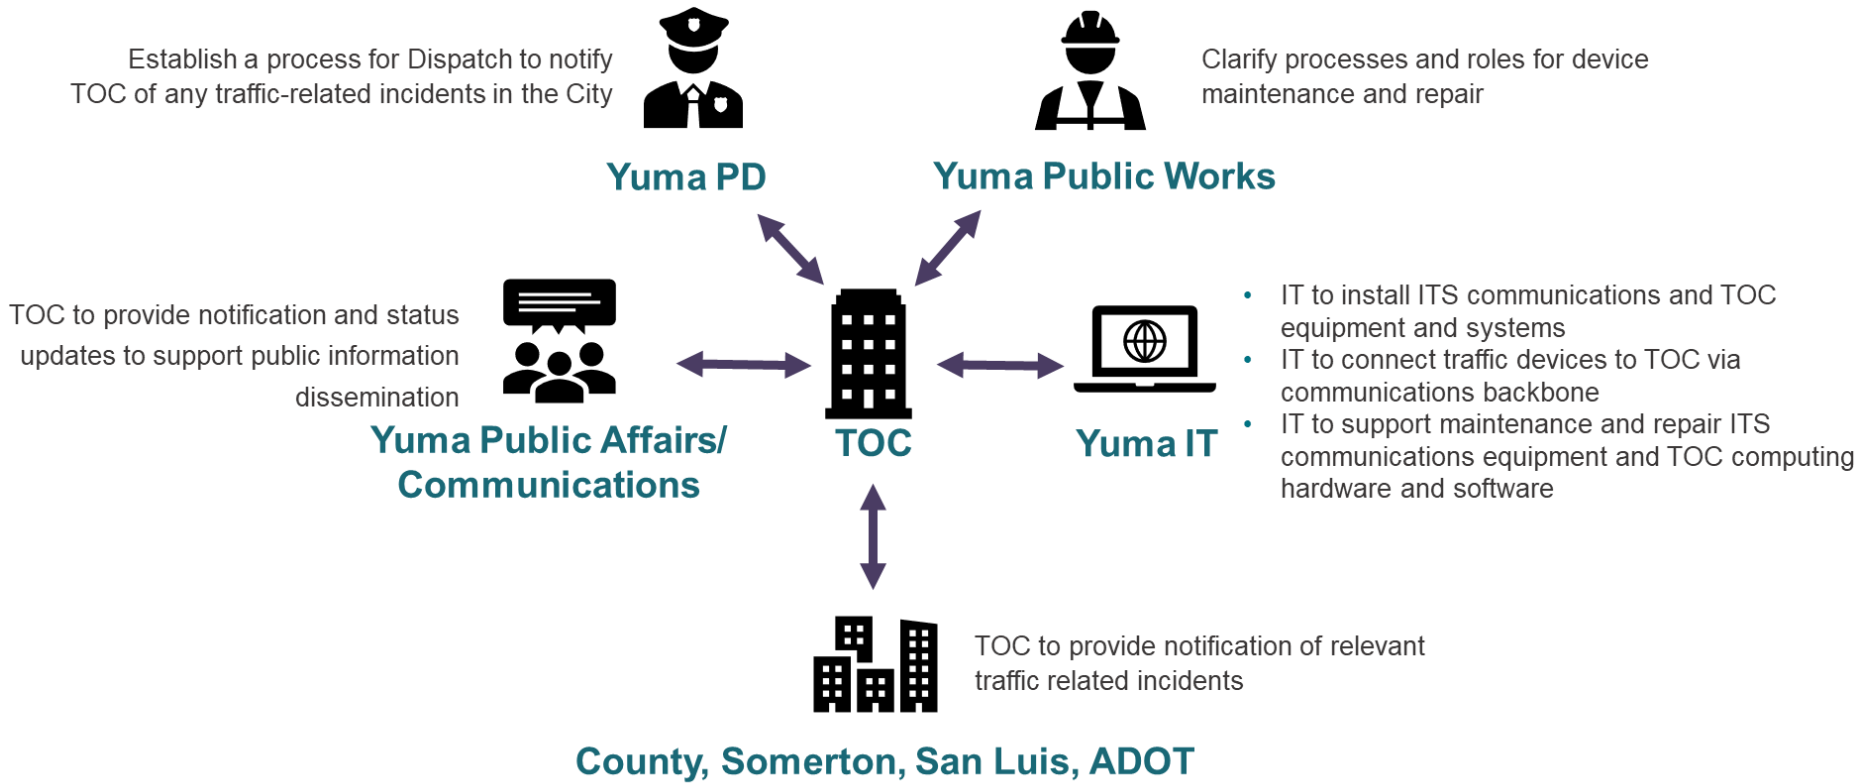 Establish a process for Dispatch to notify
TOC of any traffic-related incidents in the City
Yuma PD
Clarify processes and roles for device
maintenance and repair
Yuma Public Works
TOC to provide notification and status
updates to support public information
dissemination
Yuma Public Affairs/
Communications
TOC
Yuma IT
• IT to install ITS communications and TOC
equipment and systems
• IT to connect traffic devices to TOC via
communications backbone
• IT to support maintenance and repair ITS
communications equipment and TOC computing
hardware and software
TOC to provide notification of relevant
traffic related incidents
County, Somerton, San Luis, ADOT